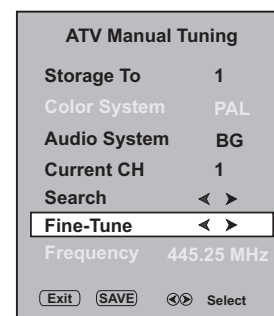 ATV Manual Tuning
Storage To 1
Color System PAL
Audio System BG
Current CH 1
Search
Fine-Tune
Frequency 445.25 MHz
Exit SAVE Select